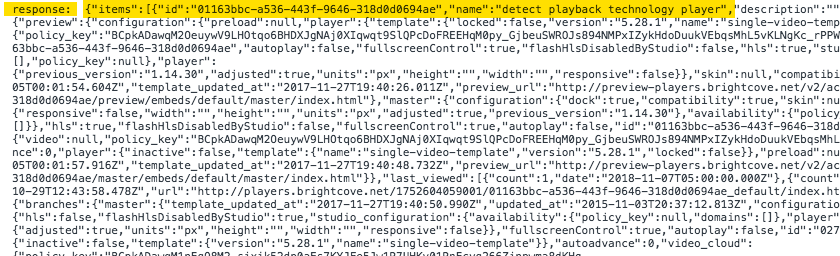 response: {"items":[{"id":"01163bbc-a536-443f-9646-318d0d0694ae","name":"detect playback technology player","description":"
{"preview":{"configuration":{"preload":null,"player":{"template":{"locked":false,"version":"5.28.1","name":"single-video-temp
{"policy_key":"BCpkADawqM2OeuywV9LHOtqo6BHDXJgNAj0XIqwqt9SlQPcDoFREEHqM0py_GjbeuSWROJs894NMPxIZykHdoDuukVEbqsMhL5vKLNgKc_rPPW
63bbc-a536-443f-9646-318d0d0694ae","autoplay":false,"fullscreenControl":true,"flashHlsDisabledByStudio":false,"hls":true,"stu
[],"policy_key":null},"player":
{"previous_version":"1.14.30","adjusted":true,"units":"px","height":"","width":"","responsive":false}},"skin":null,"compatibi
05T00:01:54.604Z","template_updated_at":"2017-11-27T19:40:26.011Z","preview_url":"http://preview-players.brightcove.net/v2/ac
318d0d0694ae/preview/embeds/default/master/index.html"},"master":{"configuration":{"dock":true,"compatibility":true,"skin":nu
{"responsive":false,"width":"","height":"","units":"px","adjusted":true,"previous_version":"1.14.30"},"availability":{"policy
[]}},"hls":true,"flashHlsDisabledByStudio":false,"fullscreenControl":true,"autoplay":false,"id":"01163bbc-a536-443f-9646-318d
{"video":null,"policy_key":"BCpkADawqM2OeuywV9LHOtqo6BHDXJgNAj0XIqwqt9SlQPcDoFREEHqM0py_GjbeuSWROJs894NMPxIZykHdoDuukVEbqsMhL
nce":0,"player":{"inactive":false,"template":{"name":"single-video-template","version":"5.28.1","locked":false}},"preload":nu
05T00:01:57.916Z","template_updated_at":"2017-11-27T19:40:48.732Z","preview_url":"http://preview-players.brightcove.net/v2/ac
318d0d0694ae/master/embeds/default/master/index.html"}},"last_viewed":[{"count":1,"date":"2018-11-07T05:00:00.000Z"},{"count"
10-29T12:43:58.478Z","url":"http://players.brightcove.net/1752604059001/01163bbc-a536-443f-9646-318d0d0694ae_default/index.ht
{"branches":{"master":{"template_updated_at":"2017-11-27T19:40:50.990Z","updated_at":"2015-11-03T20:37:12.813Z","configuratio
{"hls":false,"flashHlsDisabledByStudio":true,"studio_configuration":{"availability":{"policy_key":null,"domains":[]},"player"
adjusted":true,"units":"px","height":"","width":"","responsive":false}},"fullscreenControl":true,"autoplay":false,"id":"027
{"inactive":false,"template":{"version":"5.28.1","name":"single-video-template"}},"autoadvance":0,"video_cloud":